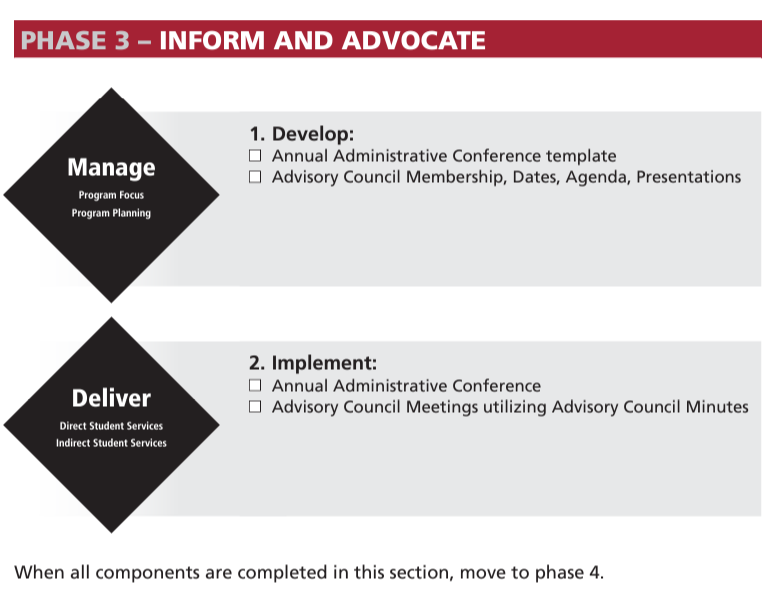 PHASE 3 – INFORM AND ADVOCATE
Manage
Program Focus
Program Planning
1. Develop:
☐ Annual Administrative Conference template
☐ Advisory Council Membership, Dates, Agenda, Presentations
Deliver
Direct Student Services
Indirect Student Services
2. Implement:
☐ Annual Administrative Conference
☐ Advisory Council Meetings utilizing Advisory Council Minutes
When all components are completed in this section, move to phase 4.